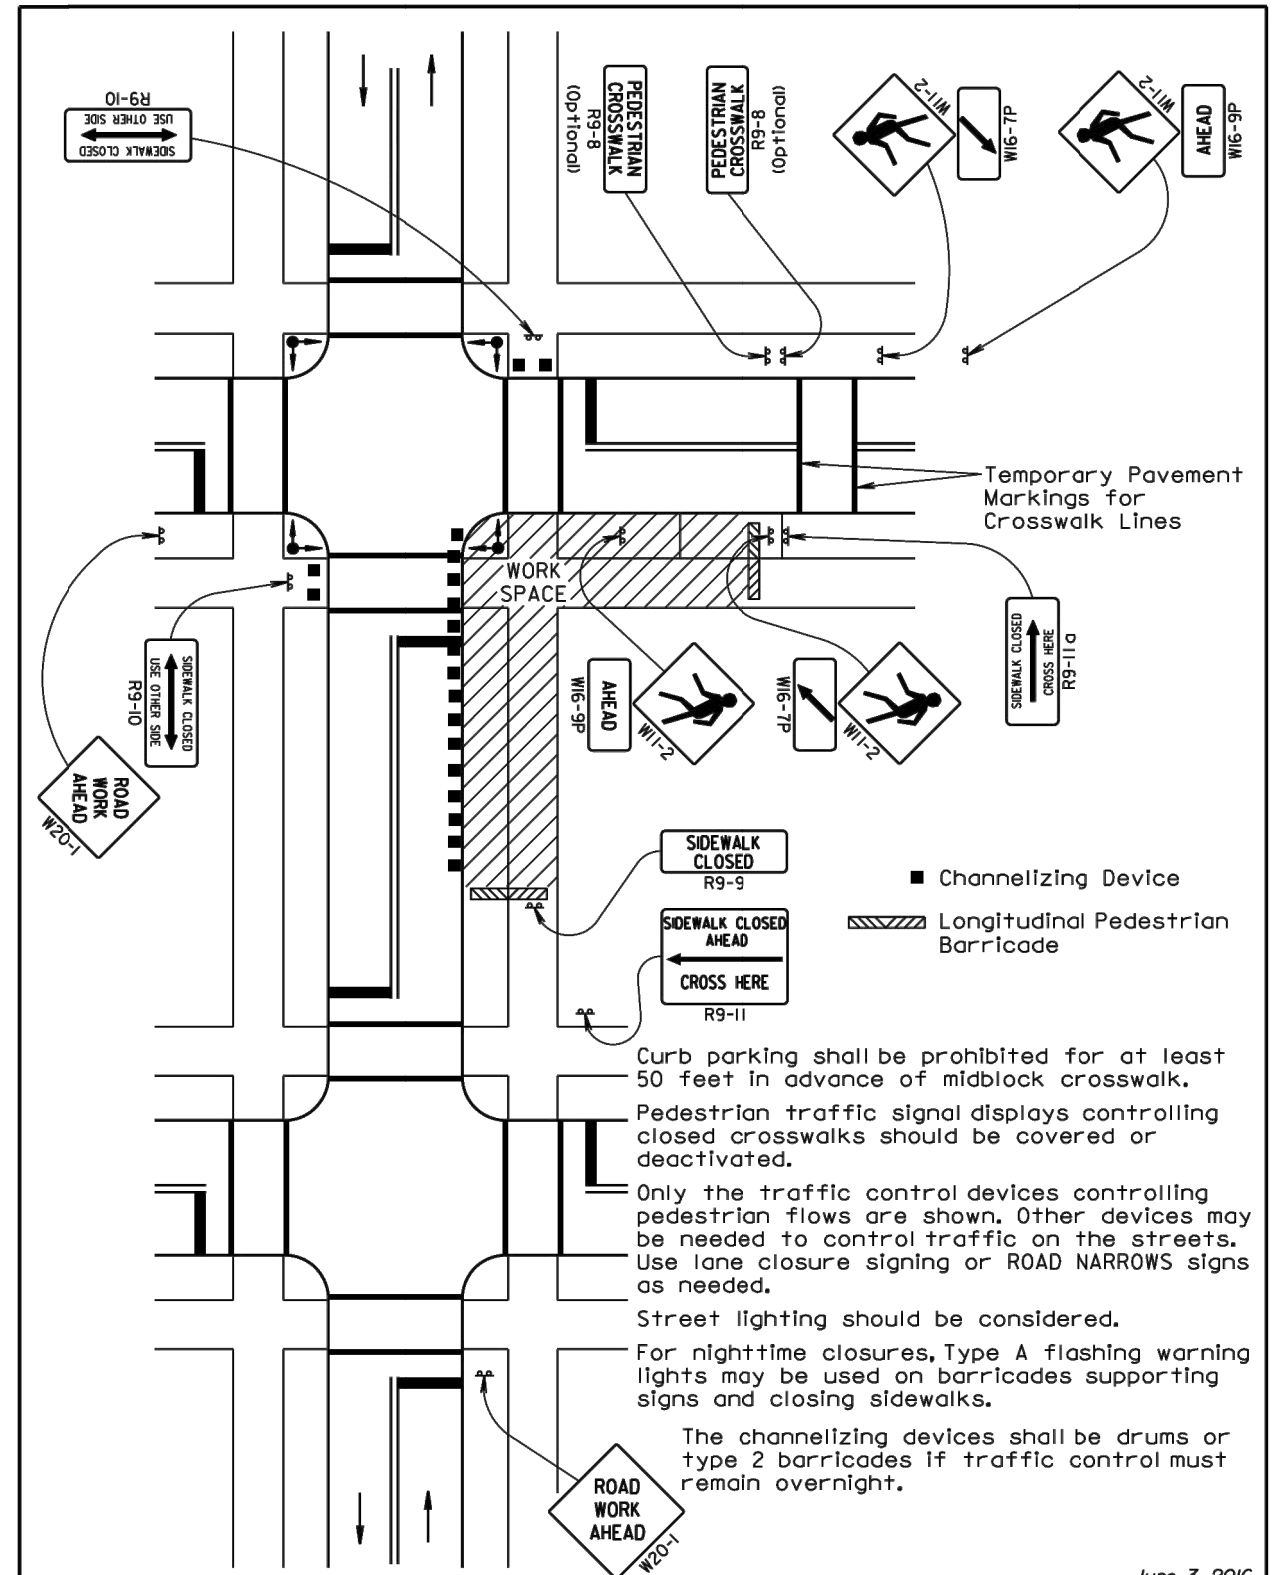 R9-10
SIDEWALK CLOSED
USE OTHER SIDE
PEDESTRIAN
CROSSWALK
R9-8
(Optional)
PEDESTRIAN
CROSSWALK
R9-8
(Optional)
W11-2
W16-7P
W11-2
AHEAD
W16-9P
Temporary Pavement
Markings for
Crosswalk Lines
WORK
SPACE
SIDEWALK CLOSED
USE OTHER SIDE
R9-10
ROAD
WORK
AHEAD
W20-1
AHEAD
W16-9P
W11-2
W16-7P
W11-2
SIDEWALK CLOSED
CROSS HERE
R9-11a
SIDEWALK
CLOSED
R9-9
SIDEWALK CLOSED
AHEAD
CROSS HERE
R9-11
Channelizing Device
Longitudinal Pedestrian
Barricade
Curb parking shall be prohibited for at least
50 feet in advance of midblock crosswalk.
Pedestrian traffic signal displays controlling
closed crosswalks should be covered or
deactivated.
Only the traffic control devices controlling
pedestrian flows are shown. Other devices may
be needed to control traffic on the streets.
Use lane closure signing or ROAD NARROWS signs
as needed.
Street lighting should be considered.
For nighttime closures, Type A flashing warning
lights may be used on barricades supporting
signs and closing sidewalks.
The channelizing devices shall be drums or
type 2 barricades if traffic control must
remain overnight.
ROAD
WORK
AHEAD
W20-1
June 3, 2016